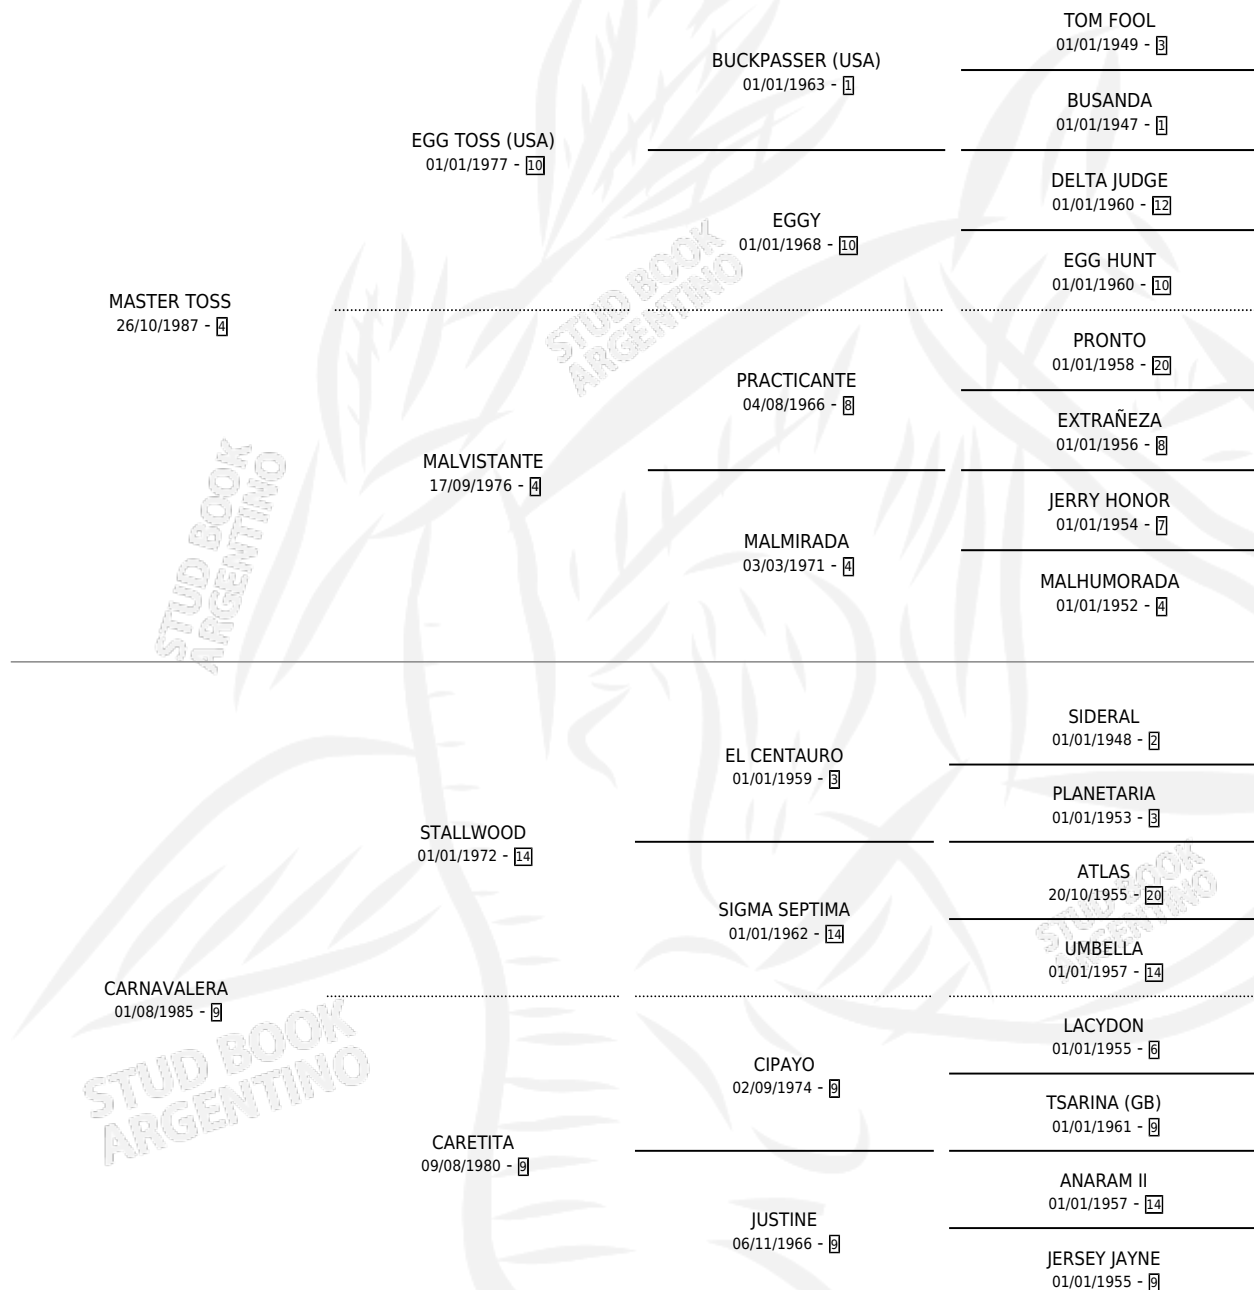 TOM FOOL
01/01/1949 - 3
BUCKPASSER (USA)
01/01/1963 - 1
BUSANDA
01/01/1947 - 1
EGG TOSS (USA)
01/01/1977 - 10
DELTA JUDGE
01/01/1960 - 12
EGGY
01/01/1968 - 10
EGG HUNT
01/01/1960 - 10
MASTER TOSS
26/10/1987 - 4
PRONTO
01/01/1958 - 20
PRACTICANTE
04/08/1966 - 8
EXTRAÑEZA
01/01/1956 - 8
MALVISTANTE
17/09/1976 - 4
JERRY HONOR
01/01/1954 - 7
MALMIRADA
03/03/1971 - 4
MALHUMORADA
01/01/1952 - 4
SIDERAL
01/01/1948 - 2
EL CENTAURO
01/01/1959 - 3
PLANETARIA
01/01/1953 - 3
STALLWOOD
01/01/1972 - 14
ATLAS
20/10/1955 - 20
SIGMA SEPTIMA
01/01/1962 - 14
UMBELLA
01/01/1957 - 14
CARNAVALERA
01/08/1985 - 9
LACYDON
01/01/1955 - 6
CIPAYO
02/09/1974 - 9
TSARINA (GB)
01/01/1961 - 9
CARETITA
09/08/1980 - 9
ANARAM II
01/01/1957 - 14
JUSTINE
06/11/1966 - 9
JERSEY JAYNE
01/01/1955 - 9
STUD BOOK
ARGENTINO
STUD BOOK
ARGENTINO
STUD BOOK
ARGENTINO
STUD BOOK
ARGENTINO